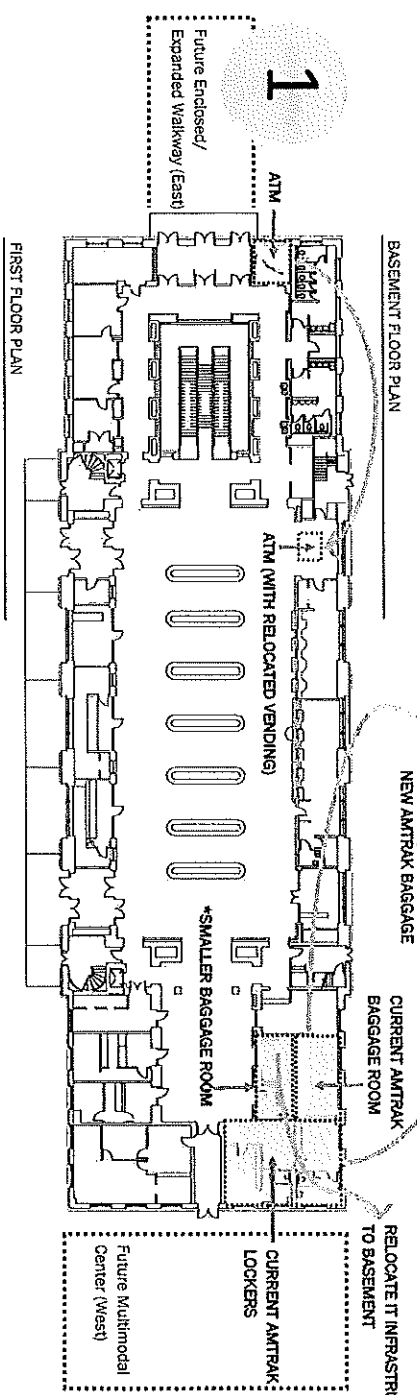 1
BASEMENT FLOOR PLAN
NEW AMTRAK BAGGAGE
CURRENT AMTRAK
BAGGAGE ROOM
RELOCATE IT
TO BASEMENT
ATM
ATM (WITH RELOCATED VENDING)
*SMALLER BAGGAGE ROOM
CURRENT AMTRAK
LOCKERS
Future Enclosed/
Expanded Walkway (East)
Future Multimodal
Center (West)
FIRST FLOOR PLAN